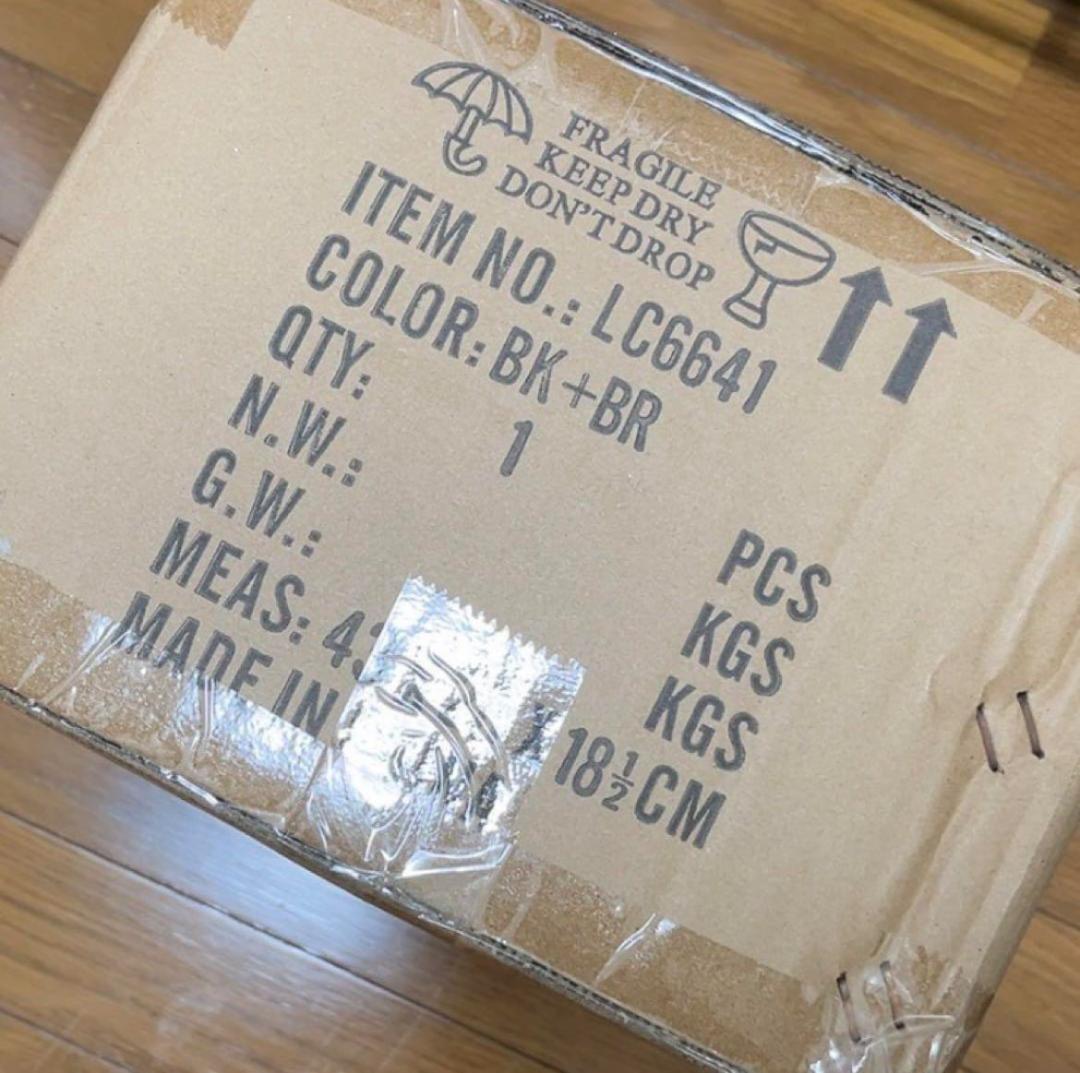 FRAGILE
KEEP DRY
DON'T DROP
ITEM NO.: LC6641
COLOR: BK+BR
QTY: 1 PCS
N.W.: KGS
G.W.: KGS
MEAS: 18½CM
MADE IN